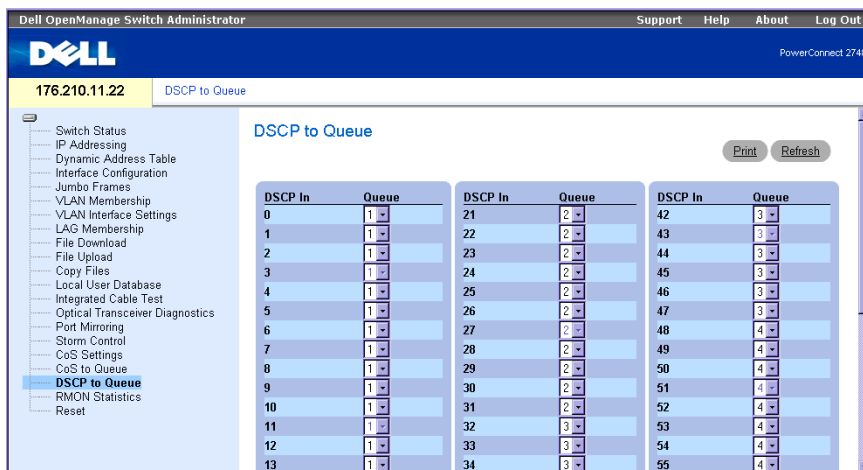 Dell OpenManage Switch Administrator Support Help About Log Out
DELL
PowerConnect 2748
176.210.11.22 DSCP to Queue
Switch Status
IP Addressing
Dynamic Address Table
Interface Configuration
Jumbo Frames
VLAN Membership
VLAN Interface Settings
LAG Membership
File Download
File Upload
Copy Files
Local User Database
Integrated Cable Test
Optical Transceiver Diagnostics
Port Mirroring
Storm Control
CoS Settings
CoS to Queue
DSCP to Queue
RMON Statistics
Reset
DSCP to Queue
Print Refresh
DSCP In Queue DSCP In Queue DSCP In Queue
0 1 21 2 42 3
1 1 22 2 43 3
2 1 23 2 44 3
3 1 24 2 45 3
4 1 25 2 46 3
5 1 26 2 47 3
6 1 27 2 48 4
7 1 28 2 49 4
8 1 29 2 50 4
9 1 30 2 51 4
10 1 31 2 52 4
11 1 32 3 53 4
12 1 33 3 54 4
13 1 34 3 55 4